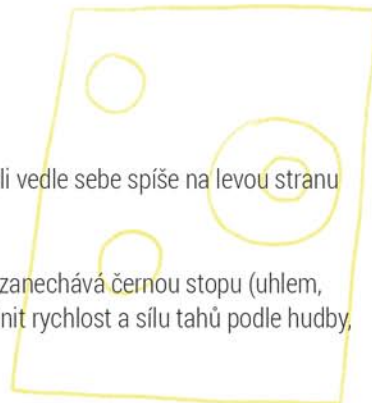 li vedle sebe spíše na levou stranu
zanechává černou stopu (uhlem,
nit rychlost a sílu tahů podle hudby,